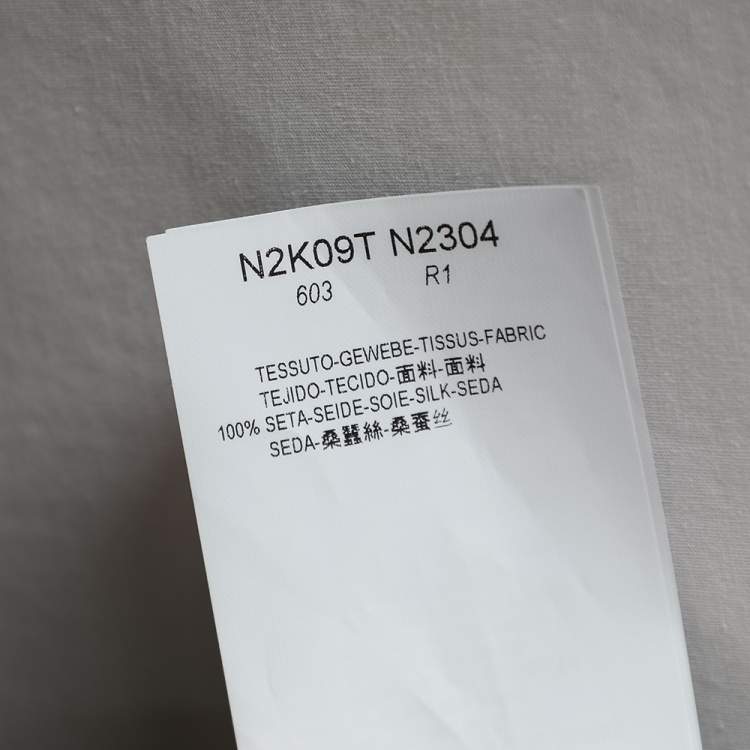 N2K09T N2304
603 R1
TESSUTO-GEWEBE-TISSUS-FABRIC
TEJIDO-TECIDO-面料-面料
100% SETA-SEIDE-SOIE-SILK-SEDA
SEDA-桑蠶絲-桑蚕丝